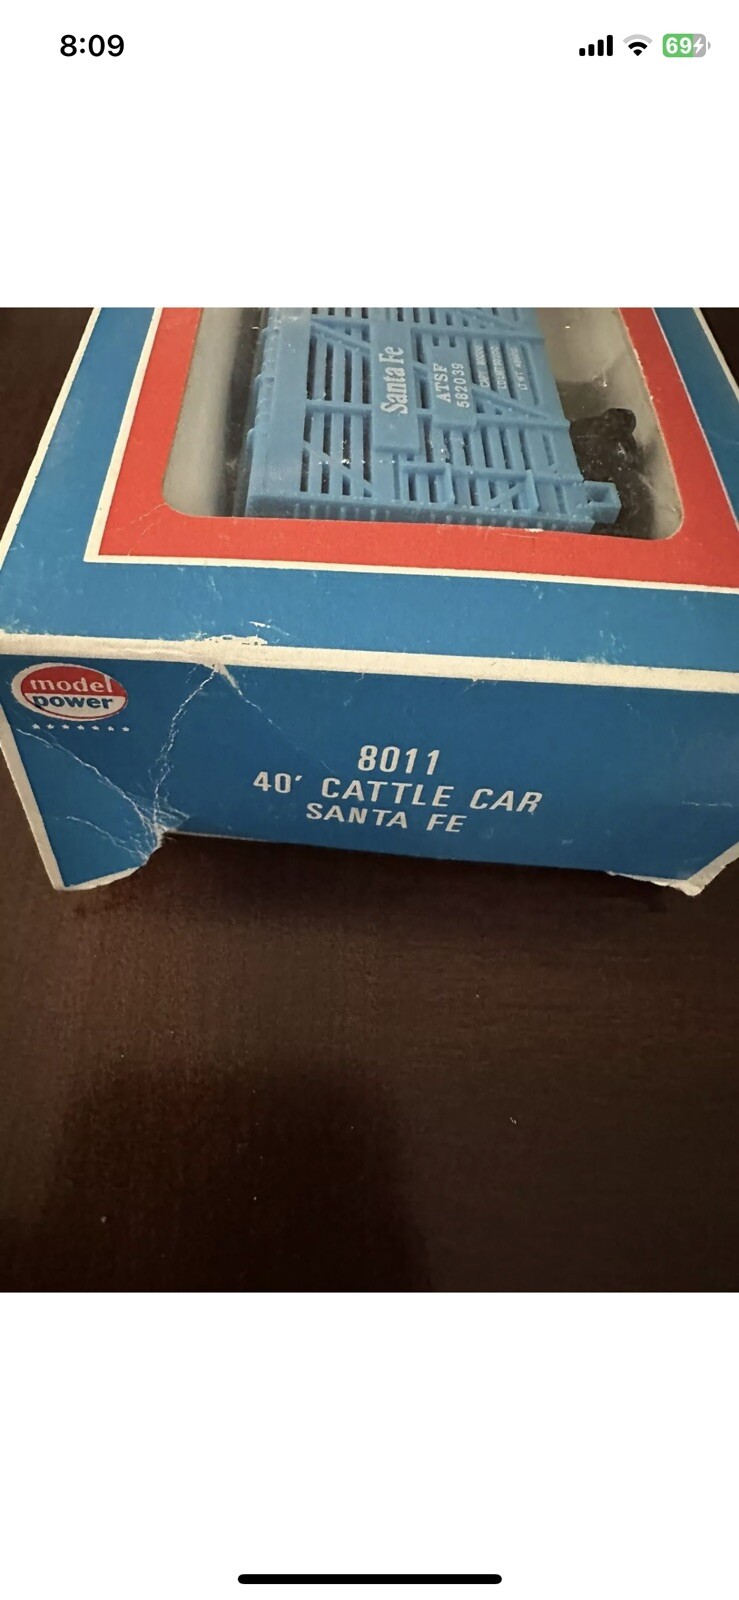 8:09
69
Santa Fe
ATSF
582039
model
power
8011
40' CATTLE CAR
SANTA FE